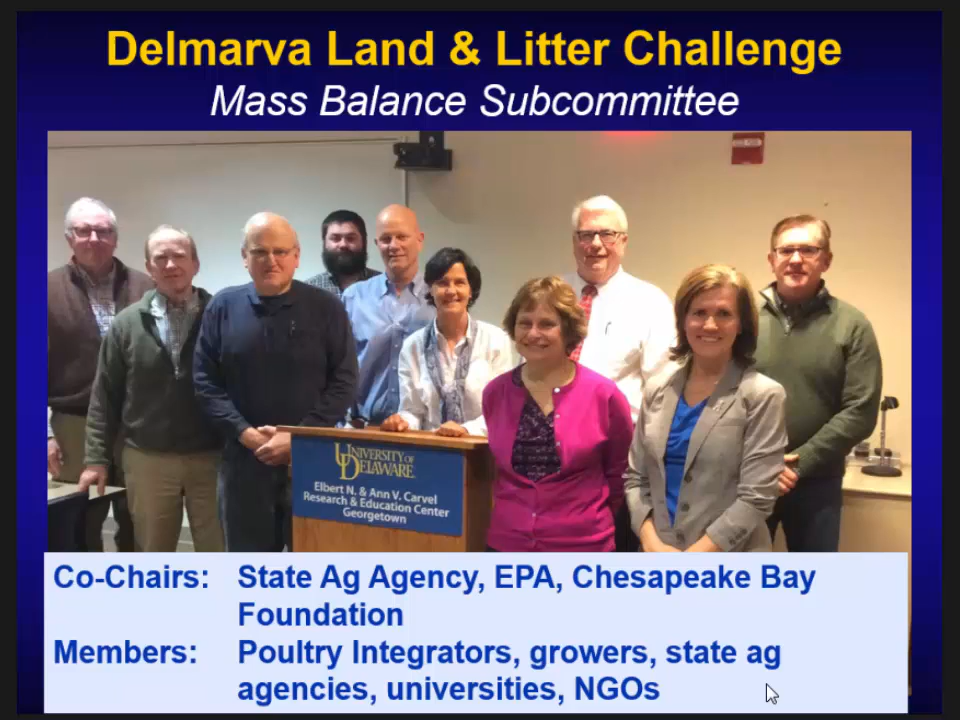 Delmarva Land & Litter Challenge
Mass Balance Subcommittee
UNIVERSITY OF
DELAWARE
Elbert N. & Ann V. Carvel
Research & Education Center
Georgetown
Co-Chairs: State Ag Agency, EPA, Chesapeake Bay
Foundation
Members: Poultry Integrators, growers, state ag
agencies, universities, NGOs